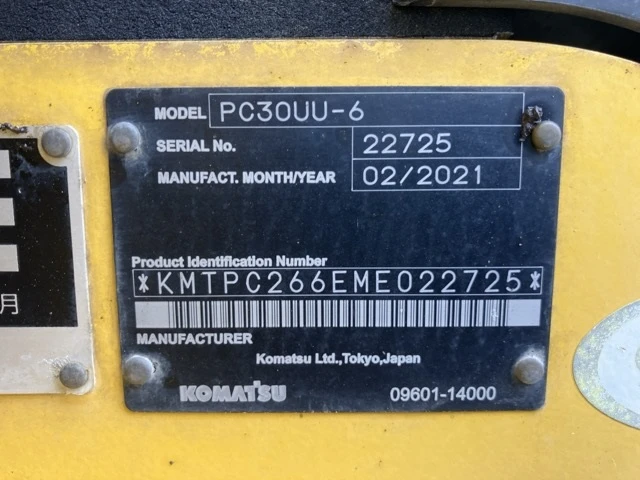 MODEL PC30UU-6
SERIAL No. 22725
MANUFACT. MONTH/YEAR 02/2021
Product Identification Number
*KMTPC266EME022725*
MANUFACTURER
Komatsu Ltd.,Tokyo,Japan
KOMATSU 09601-14000
月